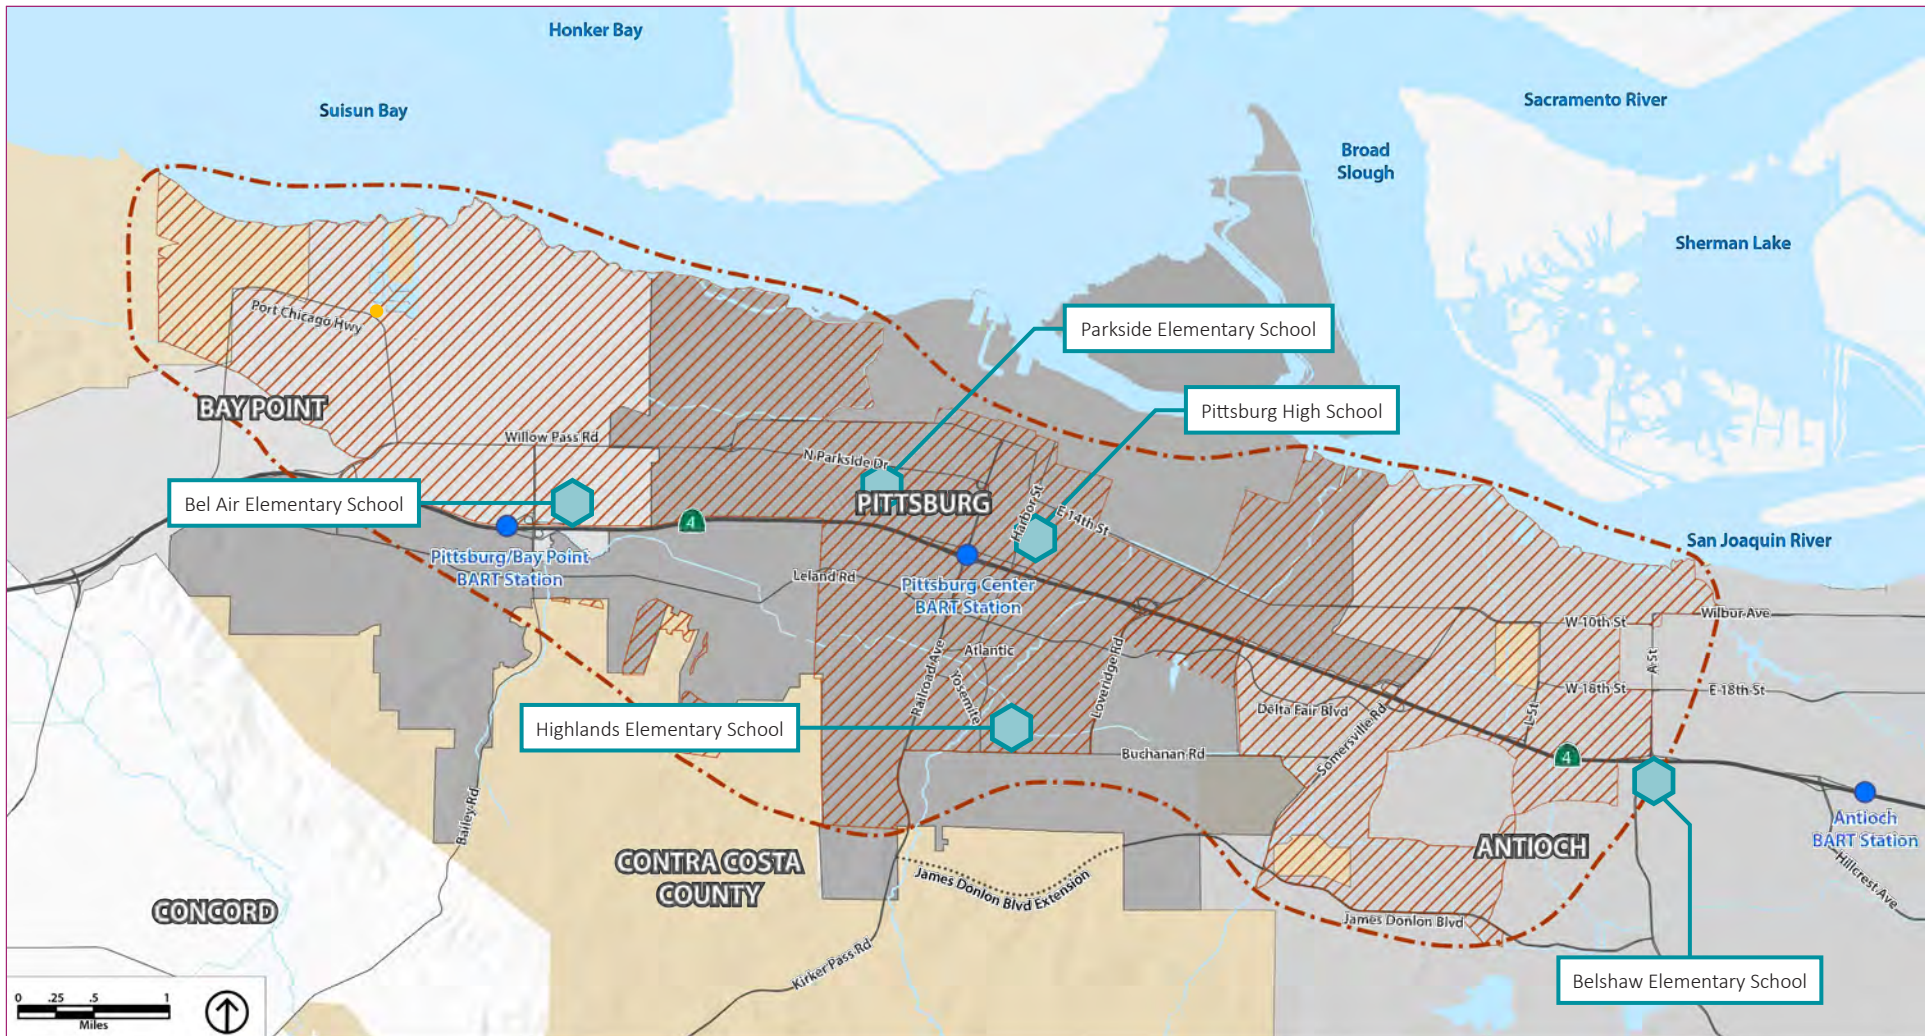 Honker Bay
Suisun Bay
Sacramento River
Broad
Slough
Sherman Lake
Port Chicago Hwy
Parkside Elementary School
BAY POINT
Pittsburg High School
Willow Pass Rd
N Parkside Dr
Bel Air Elementary School
PITTSBURG
Harbor St
E 14th St
4
Pittsburg/Bay Point
BART Station
San Joaquin River
Leland Rd
Pittsburg Center
BART Station
Wilbur Ave
W 10th St
Atlantic
A St
Railroad Ave
Yosemite
Loveridge Rd
W 18th St
E 18th St
Delta Fair Blvd
L St
Highlands Elementary School
Somersville Rd
Buchanan Rd
4
Bailey Rd
Antioch
BART Station
ANTIOCH
CONTRA COSTA
COUNTY
James Donlon Blvd Extension
Hillcrest Ave
CONCORD
James Donlon Blvd
Kirker Pass Rd
Belshaw Elementary School
0 .25 .5 1
Miles